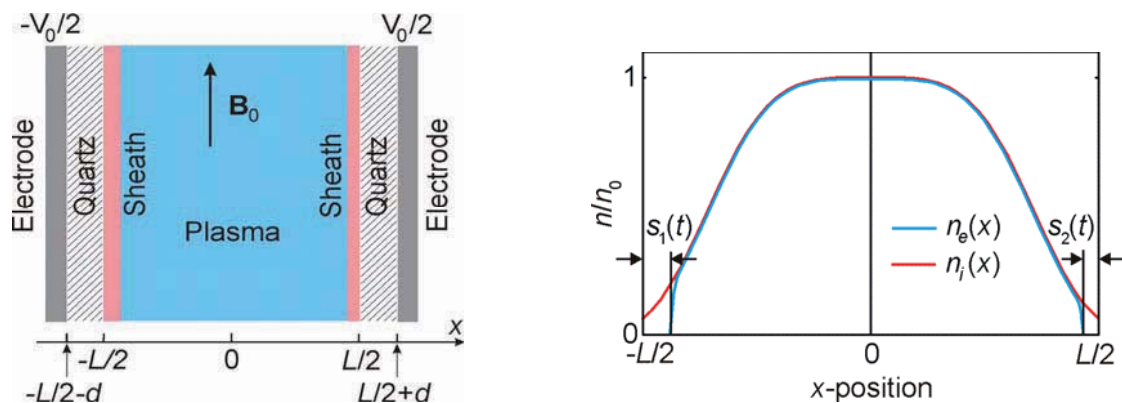 -V₀/2
V₀/2
Electrode
Quartz
Sheath
B₀
Plasma
Sheath
Quartz
Electrode
x
-L/2
0
L/2
-L/2-d
L/2+d
n/n₀
1
0
s₁(t)
s₂(t)
nₑ(x)
nᵢ(x)
-L/2
0
L/2
x-position